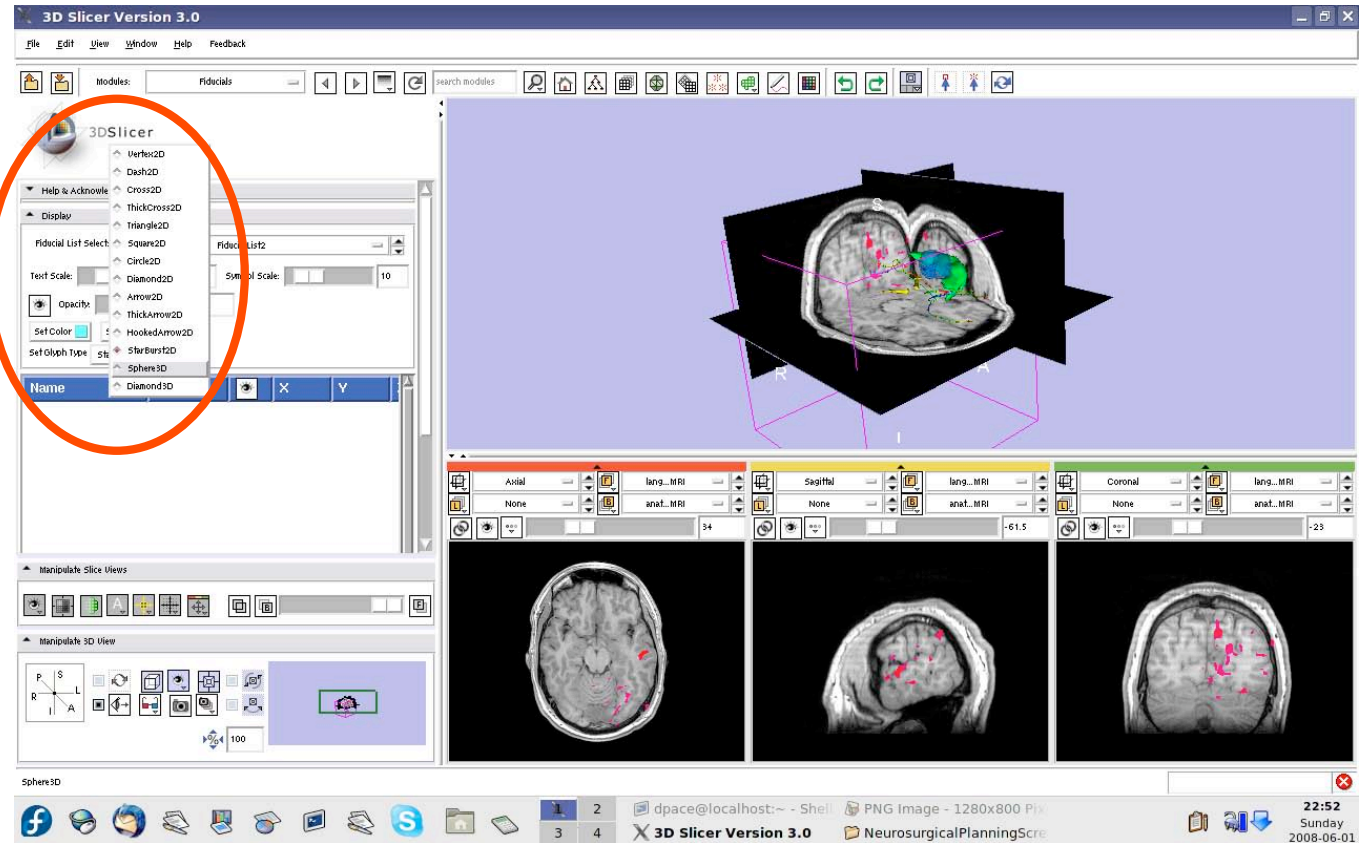 3D Slicer Version 3.0
File Edit View Window Help Feedback
Modules: Fiducials search modules
3DSlicer
Vertex2D
Dash2D
Cross2D
ThickCross2D
Triangle2D
Square2D
Circle2D
Diamond2D
Arrow2D
ThickArrow2D
HookedArrow2D
StarBurst2D
Sphere3D
Diamond3D
Help & Acknowle
Display
Fiducial List Select
Text Scale: Symbol Scale: 10
Opacity:
Set Color
Set Glyph Type
Name X Y
S
R A
I
Axial lang...MRI
None anat...MRI
34
Sagittal lang...MRI
None anat...MRI
-61.5
Coronal lang...MRI
None anat...MRI
-23
Manipulate Slice Views
Manipulate 3D View
P S
R L
I A
% 100
Sphere3D
1 2
3 4
dpace@localhost:~ - Shell
PNG Image - 1280x800 Pix
3D Slicer Version 3.0
NeurosurgicalPlanningScre
22:52
Sunday
2008-06-01